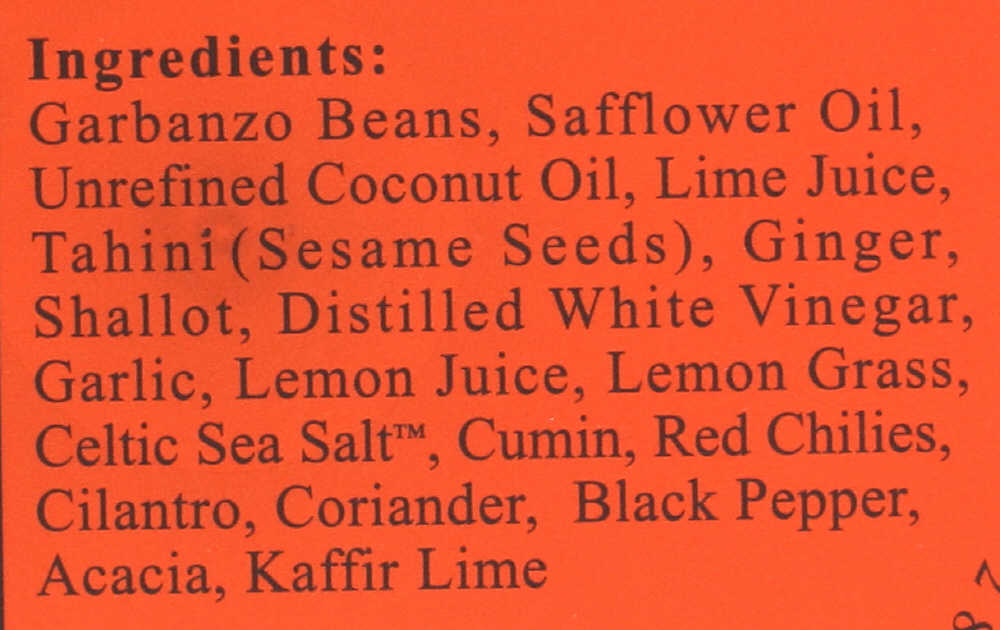 Ingredients:
Garbanzo Beans, Safflower Oil,
Unrefined Coconut Oil, Lime Juice,
Tahini (Sesame Seeds), Ginger,
Shallot, Distilled White Vinegar,
Garlic, Lemon Juice, Lemon Grass,
Celtic Sea Salt™, Cumin, Red Chilies,
Cilantro, Coriander, Black Pepper,
Acacia, Kaffir Lime